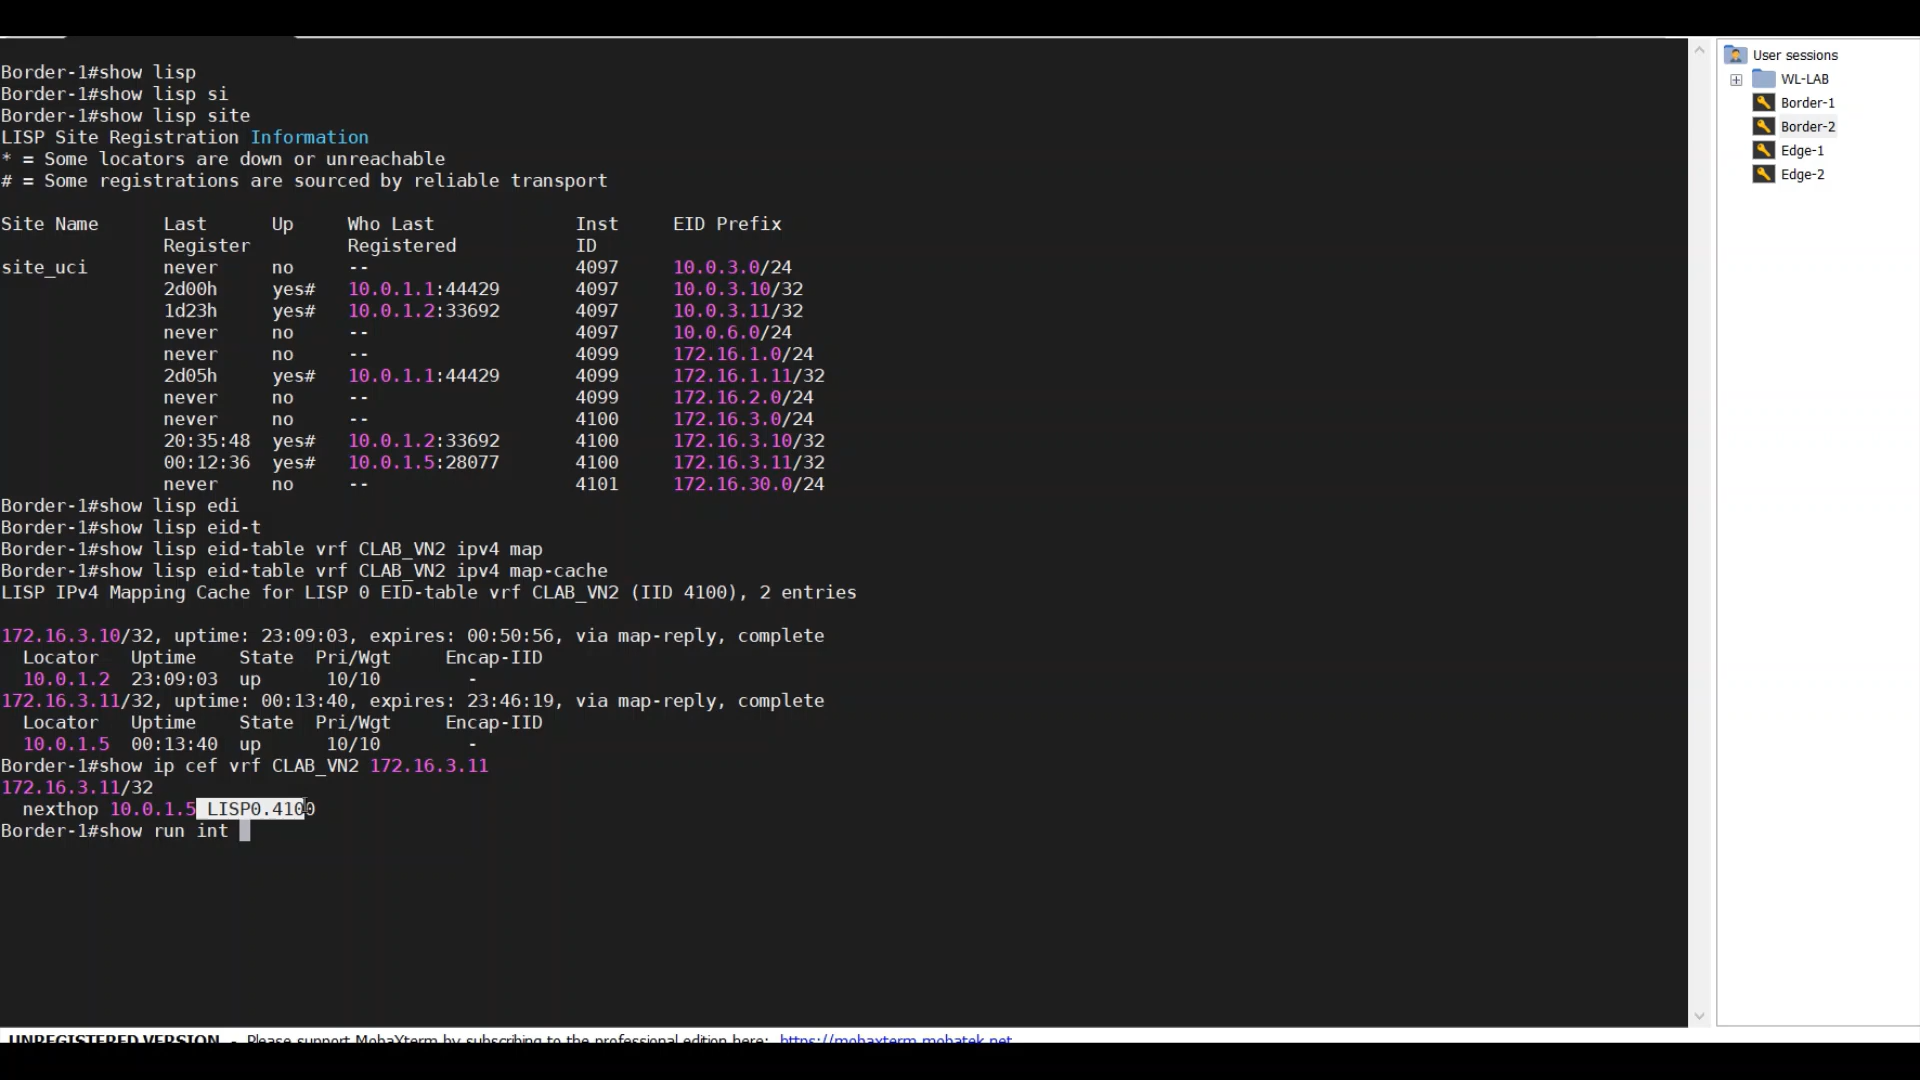 Border-1#show lisp
Border-1#show lisp si
Border-1#show lisp site
LISP Site Registration Information
* = Some locators are down or unreachable
# = Some registrations are sourced by reliable transport
Site Name Last Up Who Last Inst EID Prefix
Register Registered ID
site_uci never no -- 4097 10.0.3.0/24
2d00h yes# 10.0.1.1:44429 4097 10.0.3.10/32
1d23h yes# 10.0.1.2:33692 4097 10.0.3.11/32
never no -- 4097 10.0.6.0/24
never no -- 4099 172.16.1.0/24
2d05h yes# 10.0.1.1:44429 4099 172.16.1.11/32
never no -- 4099 172.16.2.0/24
never no -- 4100 172.16.3.0/24
20:35:48 yes# 10.0.1.2:33692 4100 172.16.3.10/32
00:12:36 yes# 10.0.1.5:28077 4100 172.16.3.11/32
never no -- 4101 172.16.30.0/24
Border-1#show lisp edi
Border-1#show lisp eid-t
Border-1#show lisp eid-table vrf CLAB_VN2 ipv4 map
Border-1#show lisp eid-table vrf CLAB_VN2 ipv4 map-cache
LISP IPv4 Mapping Cache for LISP 0 EID-table vrf CLAB_VN2 (IID 4100), 2 entries
172.16.3.10/32, uptime: 23:09:03, expires: 00:50:56, via map-reply, complete
Locator Uptime State Pri/Wgt Encap-IID
10.0.1.2 23:09:03 up 10/10 -
172.16.3.11/32, uptime: 00:13:40, expires: 23:46:19, via map-reply, complete
Locator Uptime State Pri/Wgt Encap-IID
10.0.1.5 00:13:40 up 10/10 -
Border-1#show ip cef vrf CLAB_VN2 172.16.3.11
172.16.3.11/32
nexthop 10.0.1.5 LISP0.4100
Border-1#show run int
User sessions
WL-LAB
Border-1
Border-2
Edge-1
Edge-2
UNREGISTERED VERSION - Please support MobaXterm by subscribing to the professional edition here: https://mobaxterm.mobatek.net